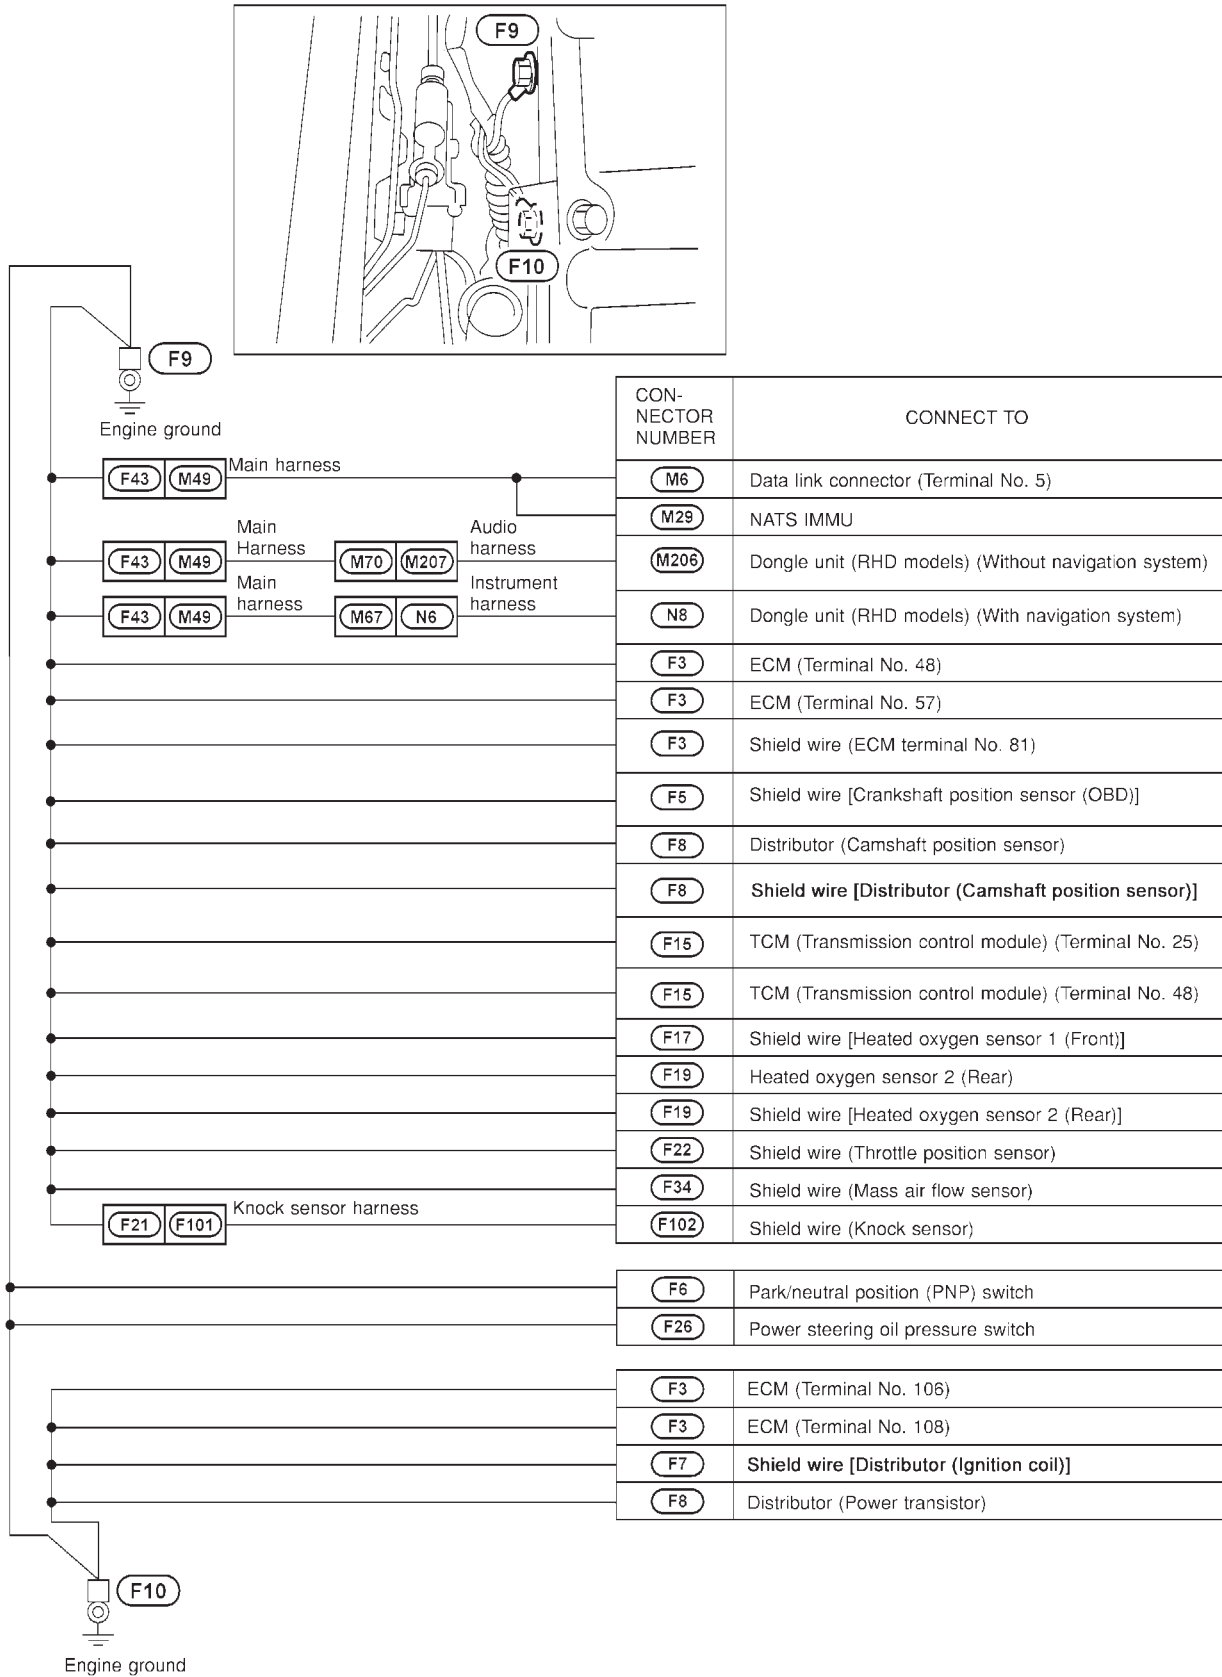 F9
F10
F9
Engine ground
CON-
NECTOR
NUMBER
CONNECT TO
F43 M49 Main harness M6 Data link connector (Terminal No. 5)
M29 NATS IMMU
Main
Harness
Audio
harness
F43 M49 M70 M207 M206 Dongle unit (RHD models) (Without navigation system)
Main
harness
Instrument
harness
F43 M49 M67 N6 N8 Dongle unit (RHD models) (With navigation system)
F3 ECM (Terminal No. 48)
F3 ECM (Terminal No. 57)
F3 Shield wire (ECM terminal No. 81)
F5 Shield wire [Crankshaft position sensor (OBD)]
F8 Distributor (Camshaft position sensor)
F8 Shield wire [Distributor (Camshaft position sensor)]
F15 TCM (Transmission control module) (Terminal No. 25)
F15 TCM (Transmission control module) (Terminal No. 48)
F17 Shield wire [Heated oxygen sensor 1 (Front)]
F19 Heated oxygen sensor 2 (Rear)
F19 Shield wire [Heated oxygen sensor 2 (Rear)]
F22 Shield wire (Throttle position sensor)
F34 Shield wire (Mass air flow sensor)
F21 F101 Knock sensor harness F102 Shield wire (Knock sensor)
F6 Park/neutral position (PNP) switch
F26 Power steering oil pressure switch
F3 ECM (Terminal No. 106)
F3 ECM (Terminal No. 108)
F7 Shield wire [Distributor (Ignition coil)]
F8 Distributor (Power transistor)
F10
Engine ground